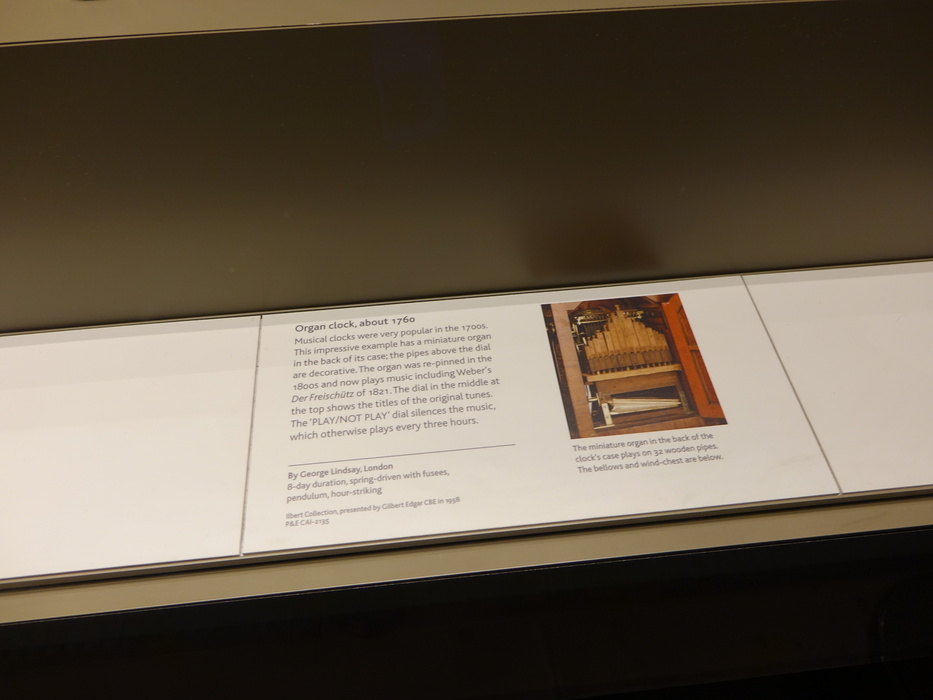 Organ clock, about 1760
Musical clocks were very popular in the 1700s.
This impressive example has a miniature organ
in the back of its case; the pipes above the dial
are decorative. The organ was re-pinned in the
1800s and now plays music including Weber's
Der Freischütz of 1821. The dial in the middle at
the top shows the titles of the original tunes.
The 'PLAY/NOT PLAY' dial silences the music,
which otherwise plays every three hours.
By George Lindsay, London
8-day duration, spring-driven with fusees,
pendulum, hour-striking
Ilbert Collection, presented by Gilbert Edgar CBE in 1958
P&E CAI-2135
The miniature organ in the back of the
clock's case plays on 32 wooden pipes.
The bellows and wind-chest are below.